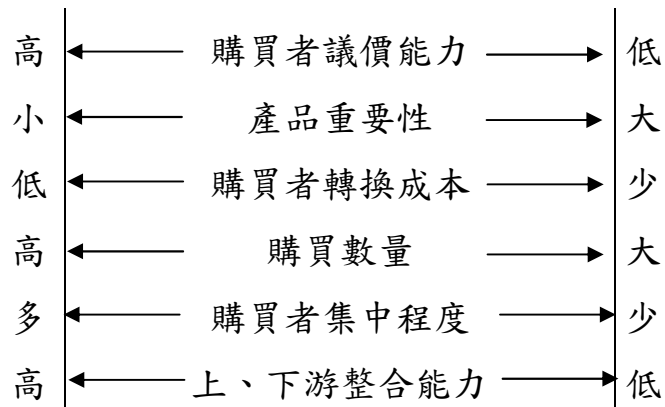 高 購買者議價能力 低
小 產品重要性 大
低 購買者轉換成本 少
高 購買數量 大
多 購買者集中程度 少
高 上、下游整合能力 低